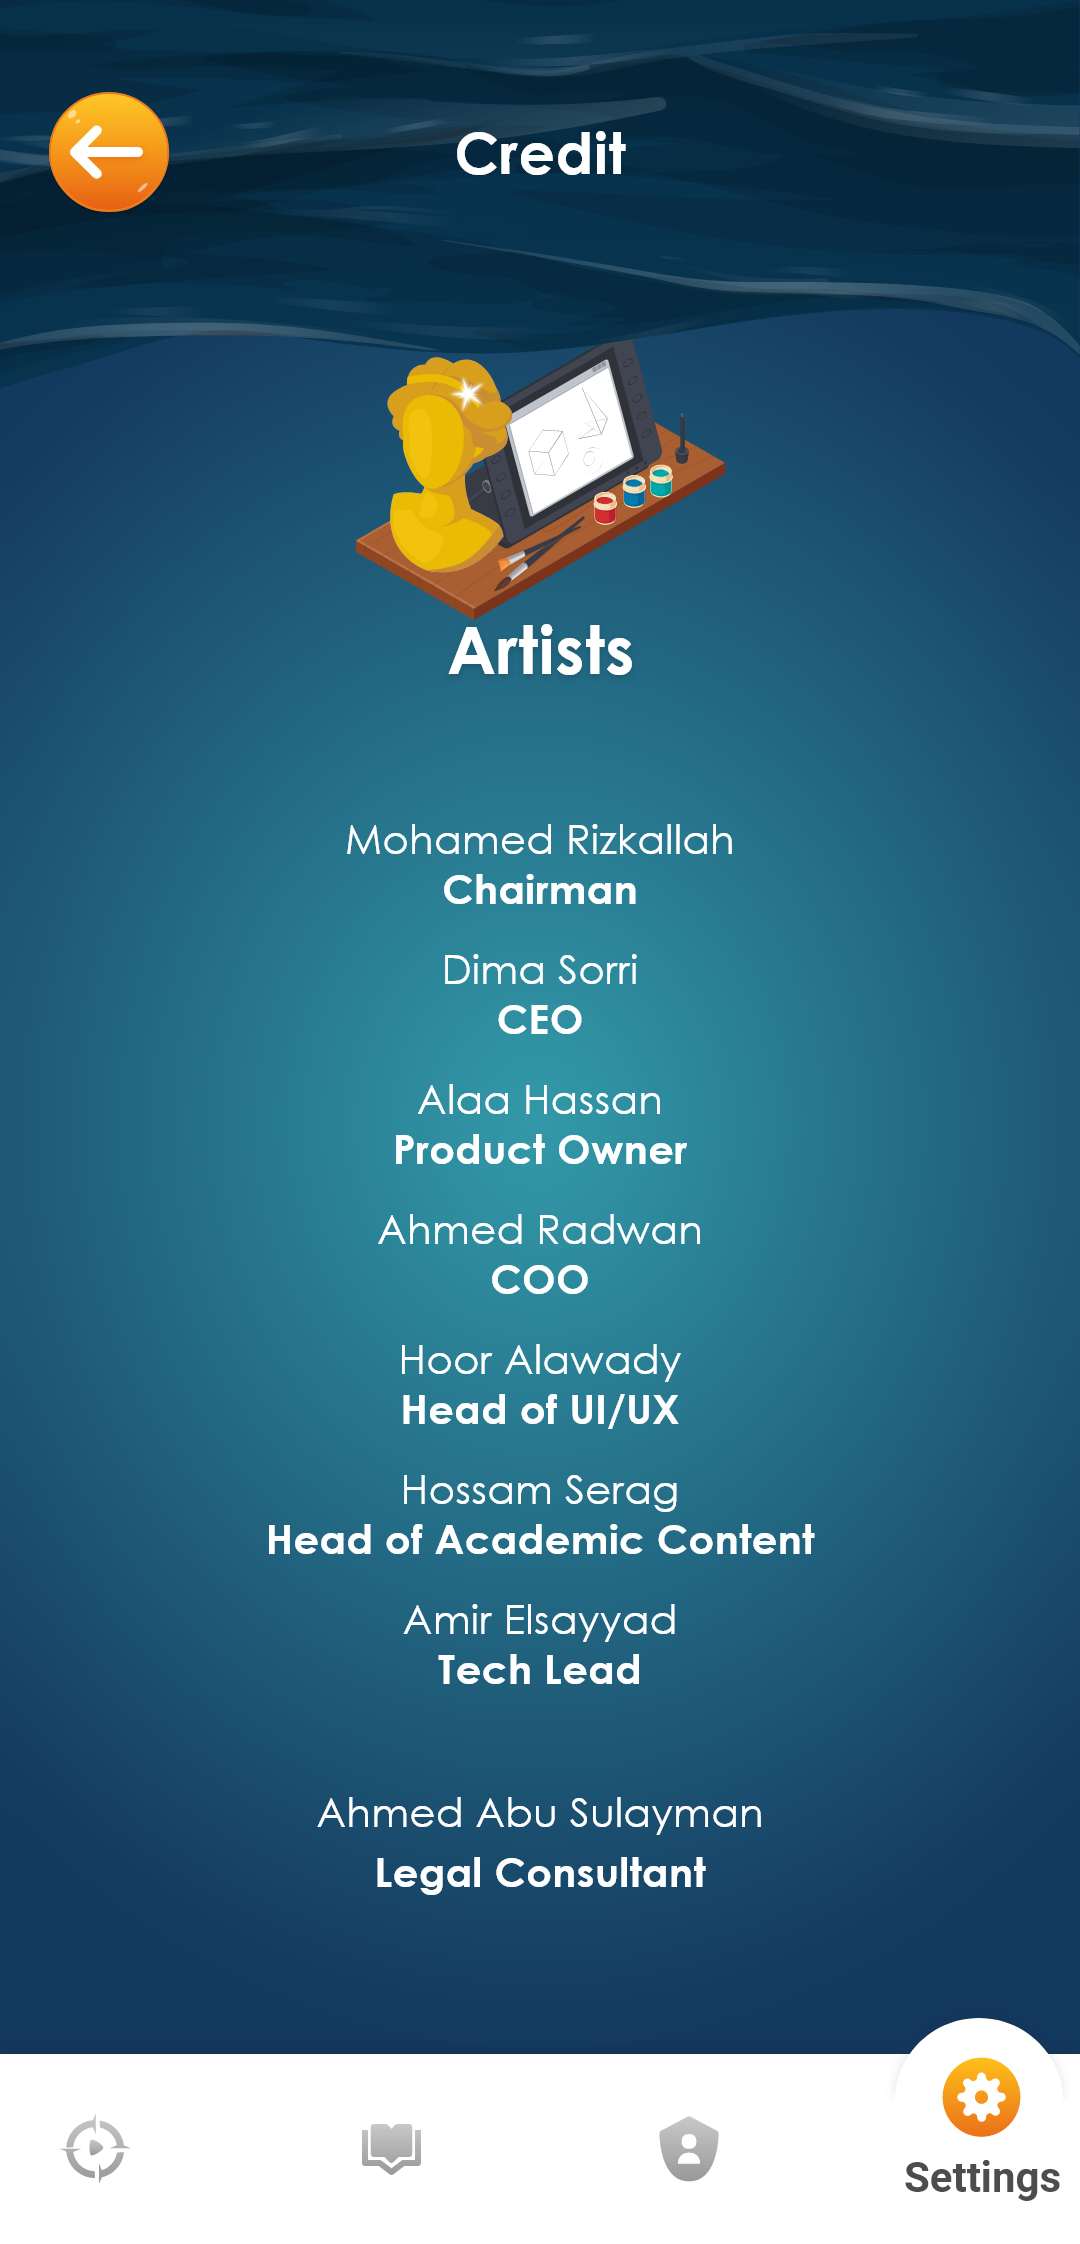 Credit
Artists
Mohamed Rizkallah
Chairman
Dima Sorri
CEO
Alaa Hassan
Product Owner
Ahmed Radwan
COO
Hoor Alawady
Head of UI/UX
Hossam Serag
Head of Academic Content
Amir Elsayyad
Tech Lead
Ahmed Abu Sulayman
Legal Consultant
Settings